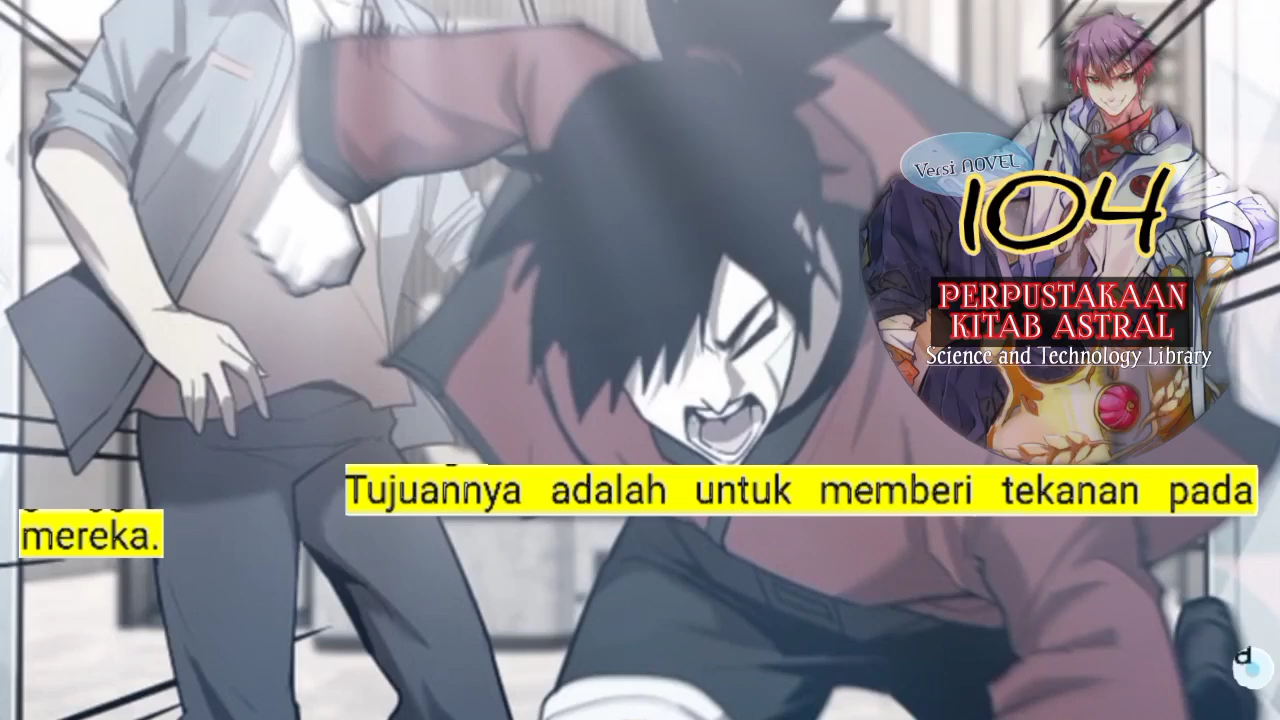 Versi NOVEL
104
PERPUSTAKAAN
KITAB ASTRAL
Science and Technology Library
Tujuannya adalah untuk memberi tekanan pada
mereka.
d